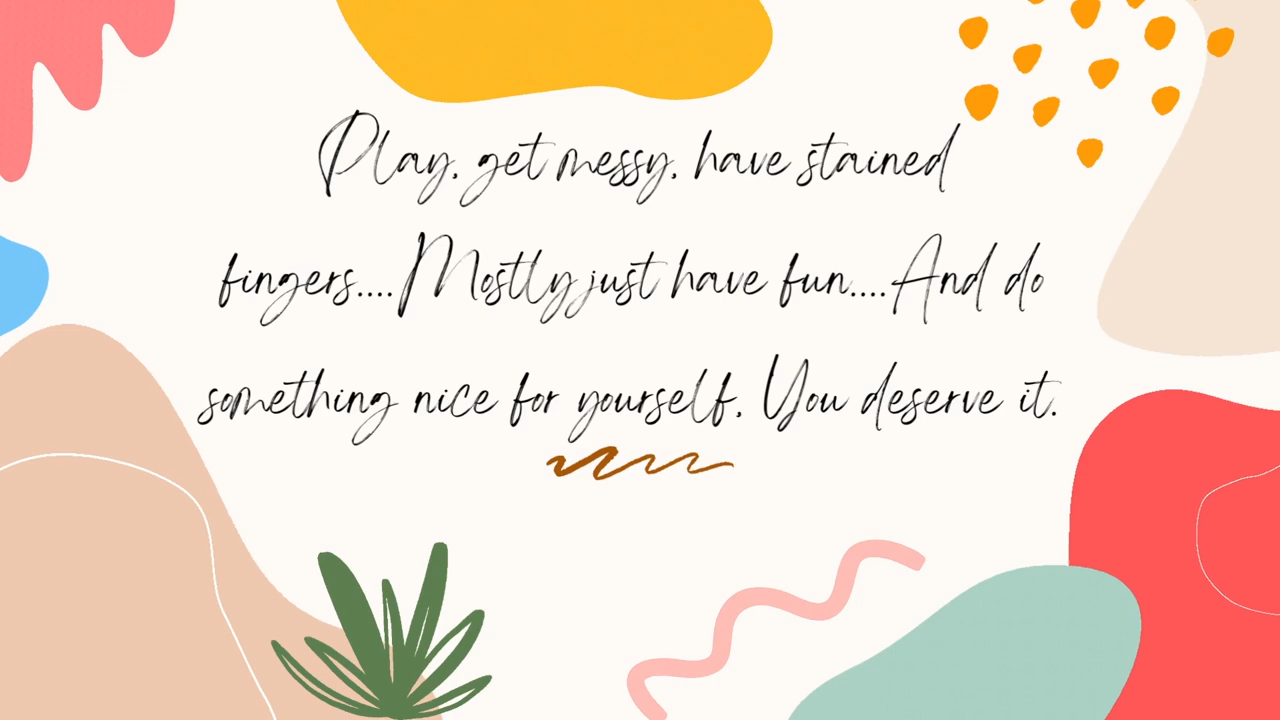 Play, get messy, have stained
fingers....Mostly just have fun....And do
something nice for yourself, You deserve it.